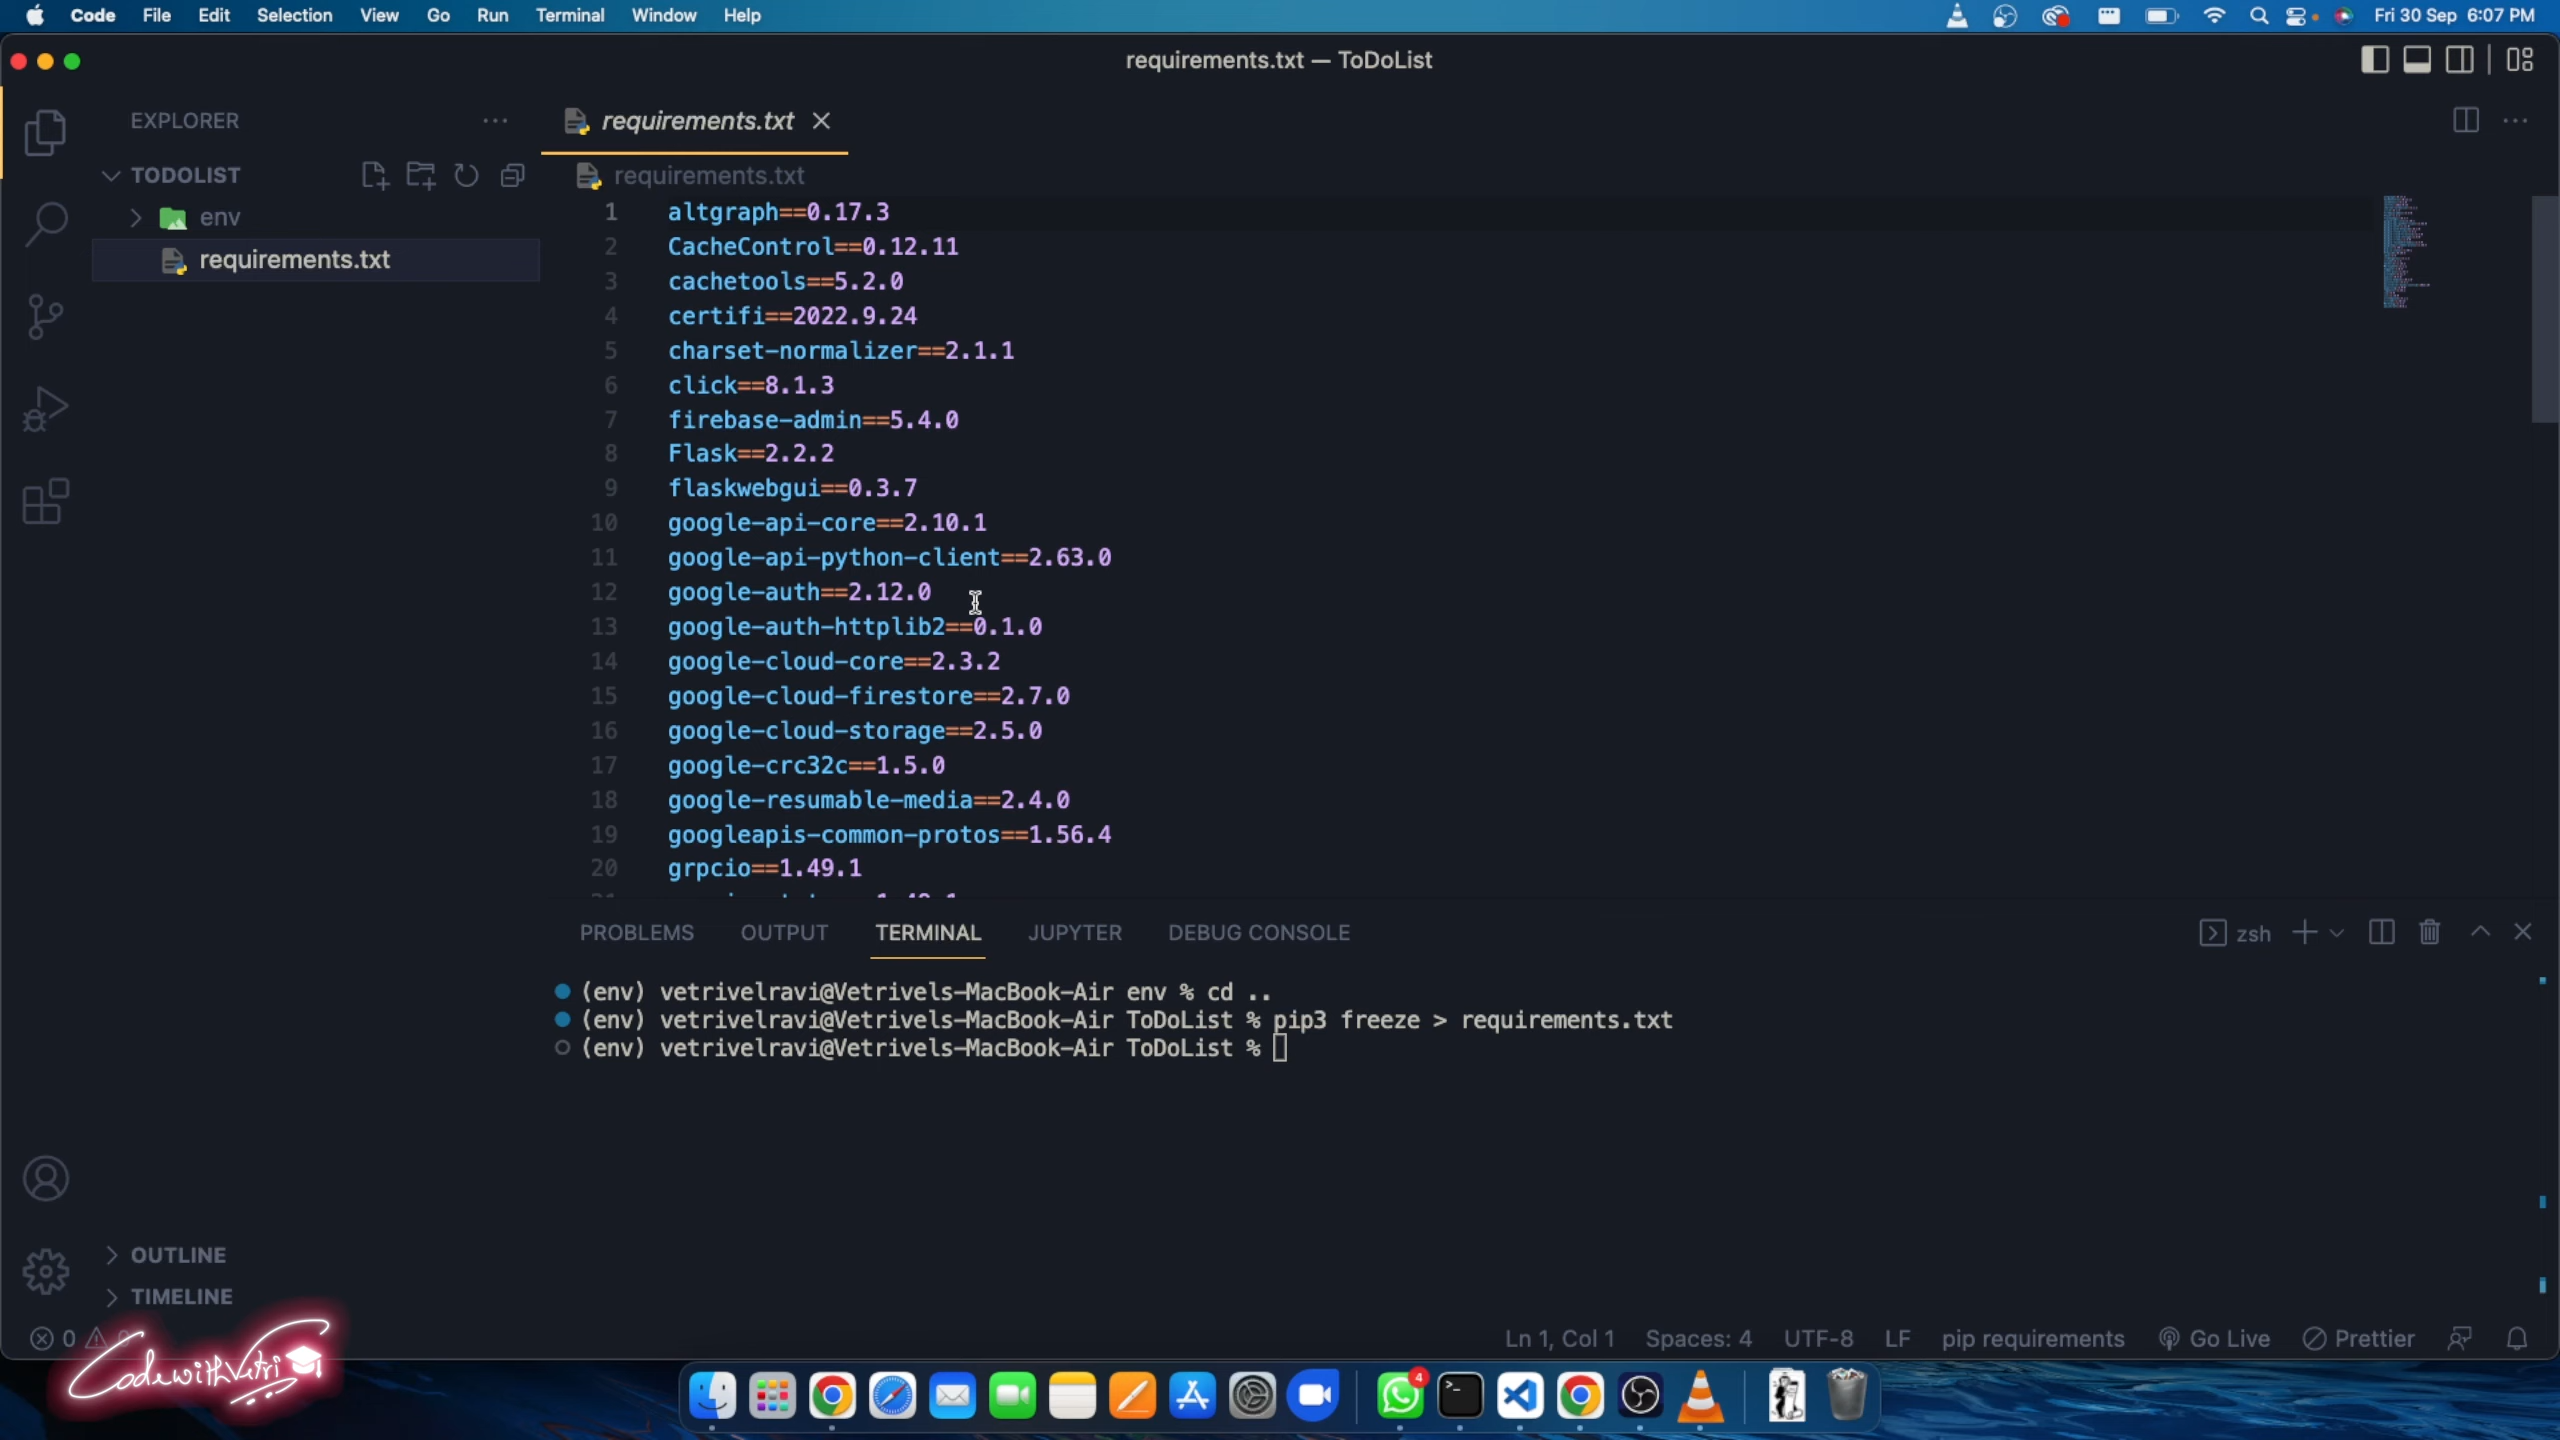 Code File Edit Selection View Go Run Terminal Window Help Fri 30 Sep 6:07 PM
requirements.txt — ToDoList
EXPLORER
requirements.txt
TODOLIST
requirements.txt
env
requirements.txt
1 altgraph==0.17.3
2 CacheControl==0.12.11
3 cachetools==5.2.0
4 certifi==2022.9.24
5 charset-normalizer==2.1.1
6 click==8.1.3
7 firebase-admin==5.4.0
8 Flask==2.2.2
9 flaskwebgui==0.3.7
10 google-api-core==2.10.1
11 google-api-python-client==2.63.0
12 google-auth==2.12.0
13 google-auth-httplib2==0.1.0
14 google-cloud-core==2.3.2
15 google-cloud-firestore==2.7.0
16 google-cloud-storage==2.5.0
17 google-crc32c==1.5.0
18 google-resumable-media==2.4.0
19 googleapis-common-protos==1.56.4
20 grpcio==1.49.1
PROBLEMS OUTPUT TERMINAL JUPYTER DEBUG CONSOLE zsh
(env) vetrivelravi@Vetrivels-MacBook-Air env % cd ..
(env) vetrivelravi@Vetrivels-MacBook-Air ToDoList % pip3 freeze > requirements.txt
(env) vetrivelravi@Vetrivels-MacBook-Air ToDoList %
OUTLINE
TIMELINE
0
Ln 1, Col 1 Spaces: 4 UTF-8 LF pip requirements Go Live Prettier
CodewithVetri
4